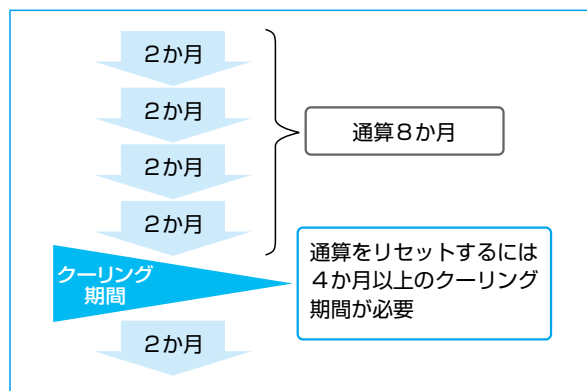 2か月
2か月
2か月
2か月
通算8か月
クーリング
期間
通算をリセットするには
4か月以上のクーリング
期間が必要
2か月